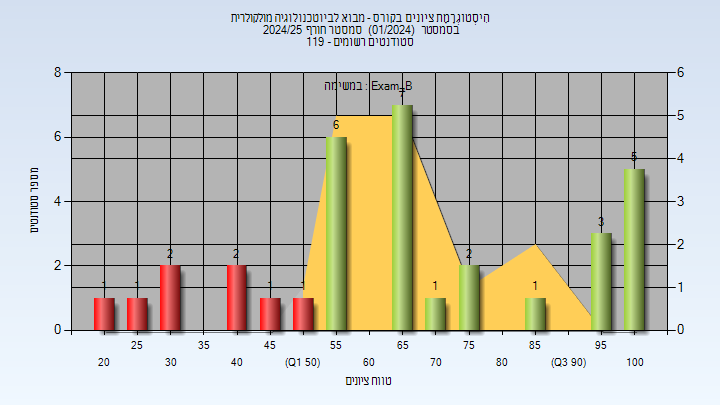 היסטוגרמת ציונים בקורס - מבוא לביוטכנולוגיה מולקולרית
בסמסטר (01/2024) סמסטר חורף 2024/25
סטודנטים רשומים - 119
במשימה : Exam_B
8 6 4 2 0
מספר סטודנטים
6 5 4 3 2 1 0
1 1 2 2 1 1 6 7 1 2 1 3 5
25 35 45 55 65 75 85 95
20 30 40 (Q1 50) 60 70 80 (Q3 90) 100
טווח ציונים